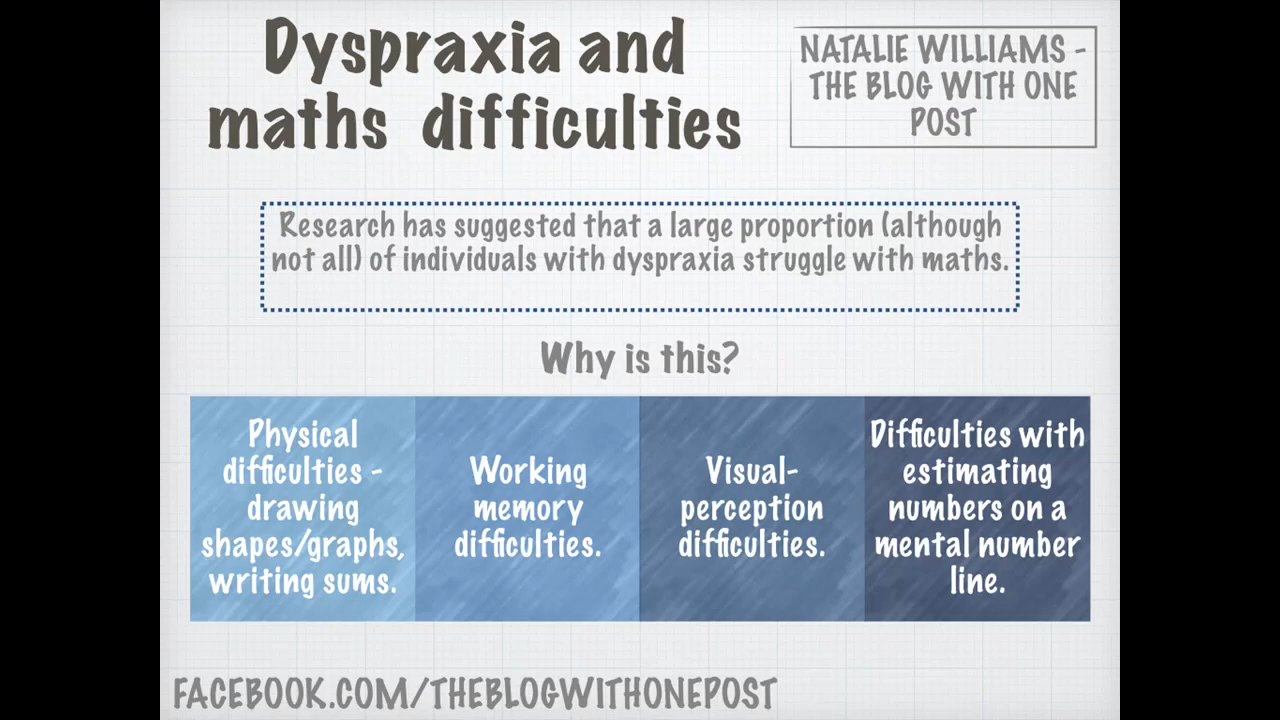 Dyspraxia and
maths difficulties
NATALIE WILLIAMS -
THE BLOG WITH ONE
POST
Research has suggested that a large proportion (although
not all) of individuals with dyspraxia struggle with maths.
Why is this?
Physical
difficulties -
drawing
shapes/graphs,
writing sums.
Working
memory
difficulties.
Visual-
perception
difficulties.
Difficulties with
estimating
numbers on a
mental number
line.
FACEBOOK.COM/THEBLOGWITHONEPOST